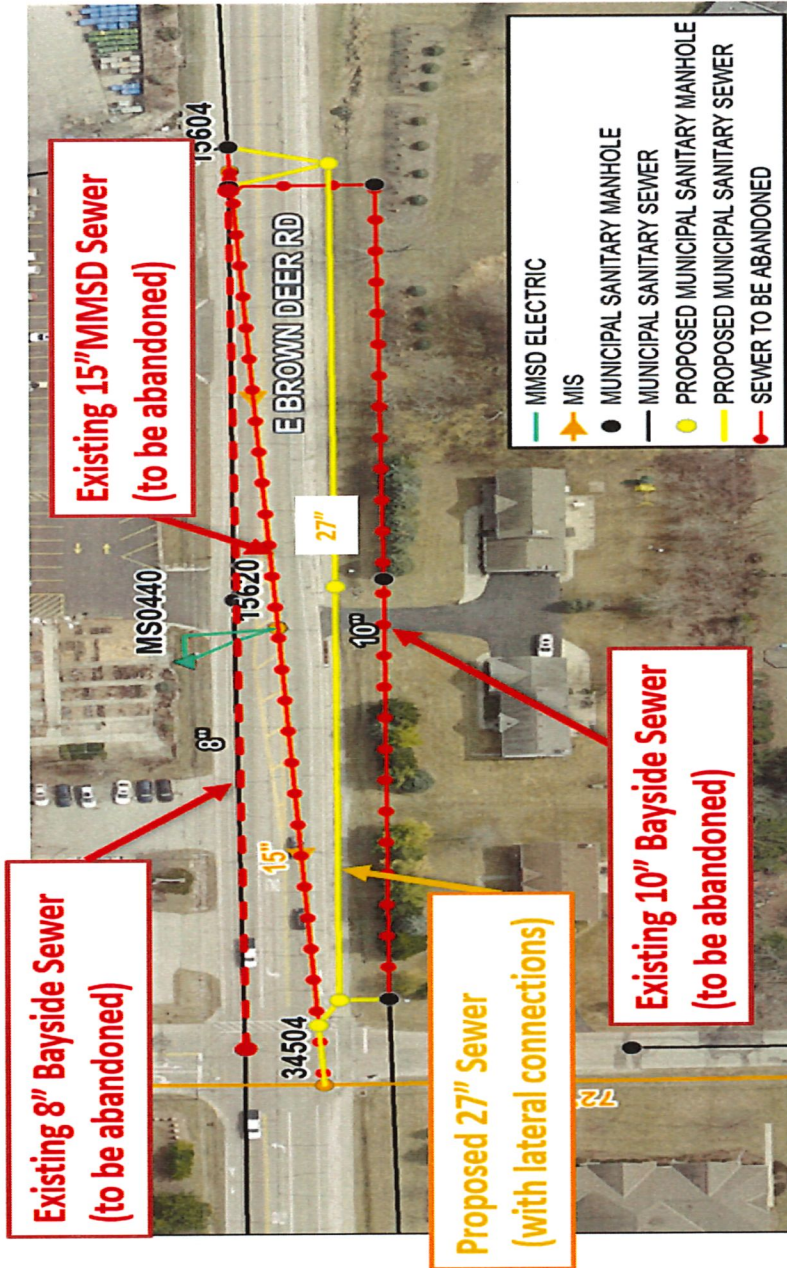 Existing 8" Bayside Sewer
(to be abandoned)
Existing 15"MMSD Sewer
(to be abandoned)
MS0440
15604
8"
15620
E BROWN DEER RD
15"
27"
34504
10"
72"
Proposed 27" Sewer
(with lateral connections)
Existing 10" Bayside Sewer
(to be abandoned)
MMSD ELECTRIC
MIS
MUNICIPAL SANITARY MANHOLE
MUNICIPAL SANITARY SEWER
PROPOSED MUNICIPAL SANITARY MANHOLE
PROPOSED MUNICIPAL SANITARY SEWER
SEWER TO BE ABANDONED